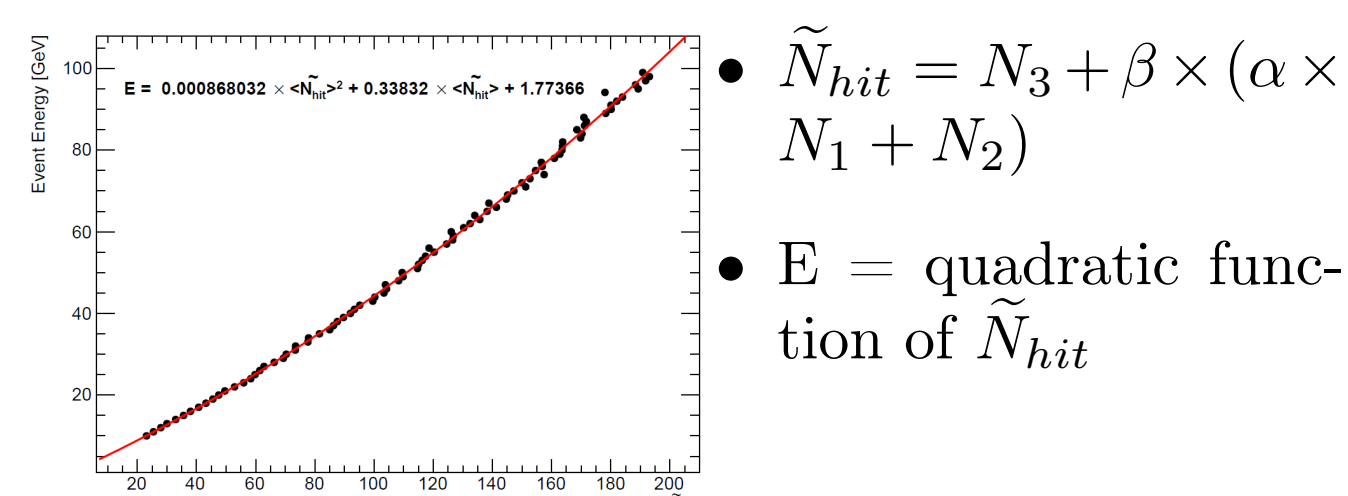 Event Energy [GeV]
100
80
60
40
20
E = 0.000868032 × <Ñhit>² + 0.33832 × <Ñhit> + 1.77366
20 40 60 80 100 120 140 160 180 200
• Ñhit = N3 + β × (α ×
N1 + N2)
• E = quadratic func-
tion of Ñhit